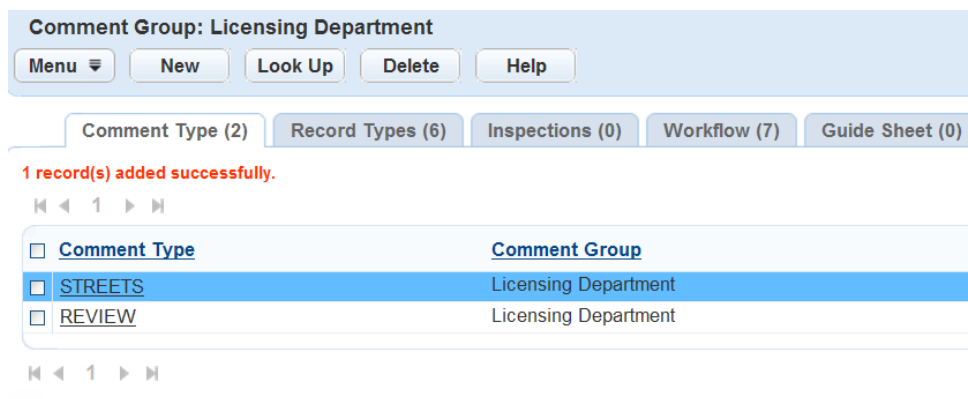 Comment Group: Licensing Department
Menu New Look Up Delete Help
Comment Type (2) Record Types (6) Inspections (0) Workflow (7) Guide Sheet (0)
1 record(s) added successfully.
1
Comment Type Comment Group
STREETS Licensing Department
REVIEW Licensing Department
1